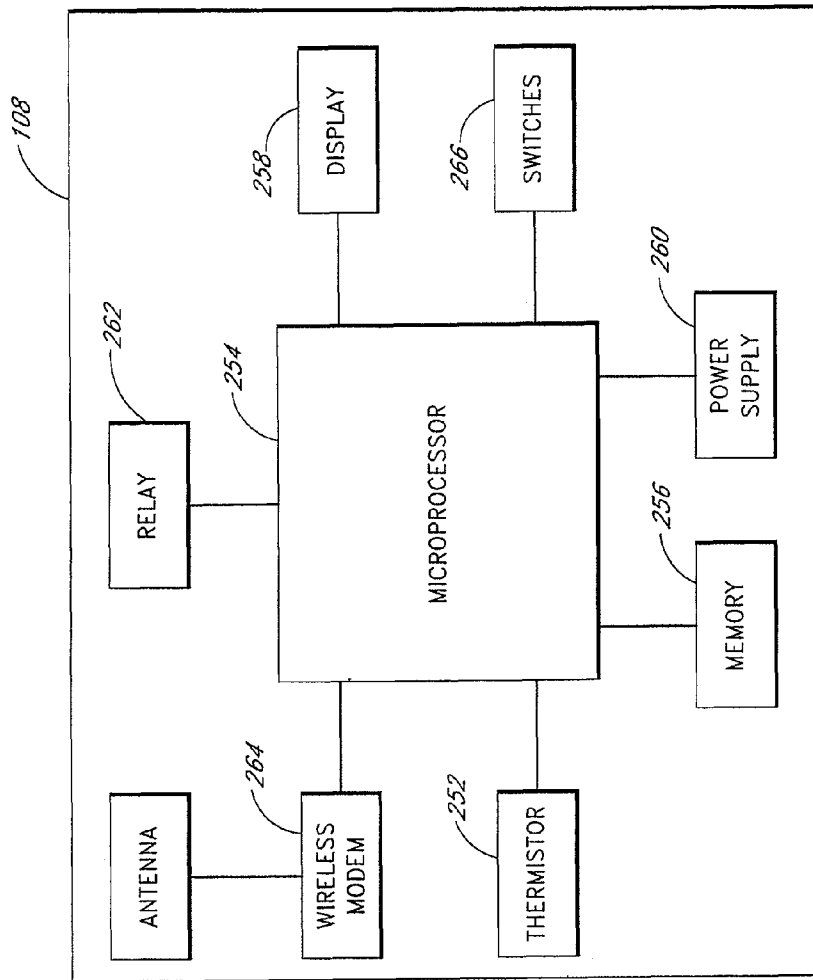 108
ANTENNA
RELAY
262
258
DISPLAY
264
WIRELESS
MODEM
254
MICROPROCESSOR
266
SWITCHES
252
THERMISTOR
256
MEMORY
260
POWER
SUPPLY